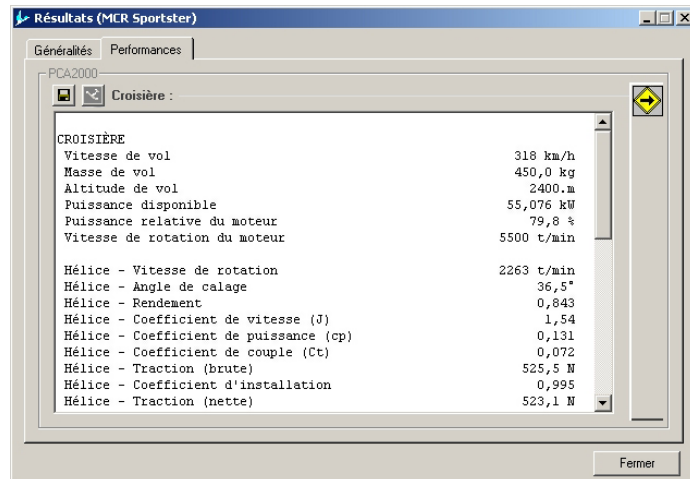 Résultats (MCR Sportster)
Généralités Performances
PCA2000
Croisière :
CROISIÈRE
Vitesse de vol 318 km/h
Masse de vol 450,0 kg
Altitude de vol 2400.m
Puissance disponible 55,076 kW
Puissance relative du moteur 79,8 %
Vitesse de rotation du moteur 5500 t/min
Hélice - Vitesse de rotation 2263 t/min
Hélice - Angle de calage 36,5°
Hélice - Rendement 0,843
Hélice - Coefficient de vitesse (J) 1,54
Hélice - Coefficient de puissance (cp) 0,131
Hélice - Coefficient de couple (Ct) 0,072
Hélice - Traction (brute) 525,5 N
Hélice - Coefficient d'installation 0,995
Hélice - Traction (nette) 523,1 N
Fermer